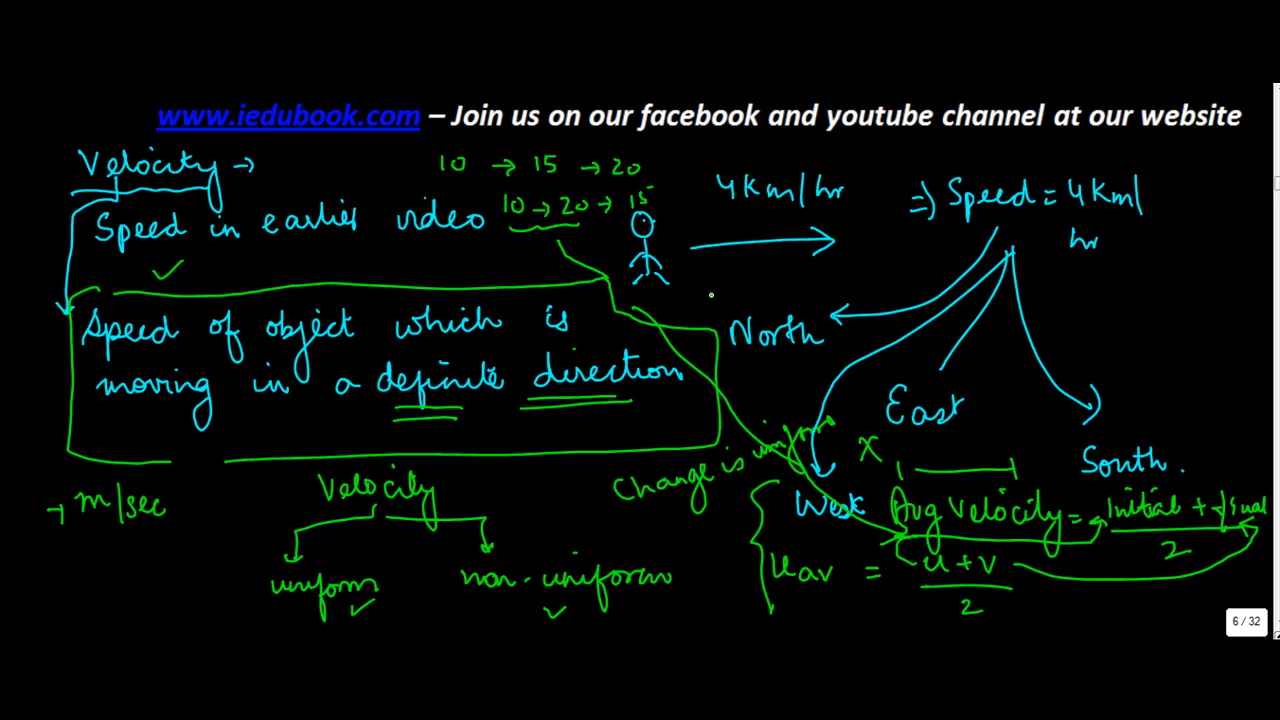 www.iedubook.com – Join us on our facebook and youtube channel at our website
Velocity →
10 → 15 → 20
Speed in earlier video
10 → 20 → 15
4 Km/hr
⇒ Speed = 4 Km/
hr
Speed of object which is
moving in a definite direction
North
East
South.
West
→ m/sec
Velocity
uniform
non-uniform
Change is uniform
x
Avg Velocity = Initial + final
2
uav = u + v
2
6 / 32